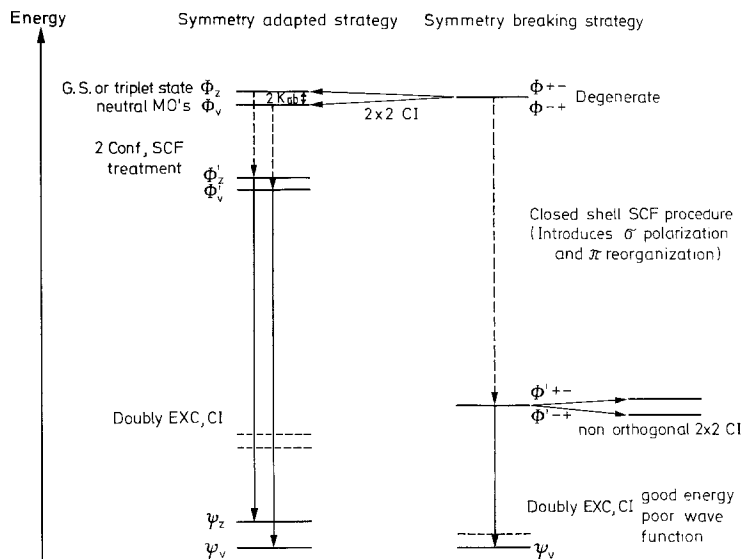 Energy
Symmetry adapted strategy
Symmetry breaking strategy
G.S. or triplet state Φz
neutral MO's Φv
2Kab
2x2 CI
Φ+-
Φ-+
Degenerate
2 Conf, SCF
treatment
Φ'z
Φ'v
Closed shell SCF procedure
(Introduces σ polarization
and π reorganization)
Doubly EXC, CI
Φ'+-
Φ'-+
non orthogonal 2x2 CI
ψz
ψv
Doubly EXC, CI
good energy
poor wave
function
ψv